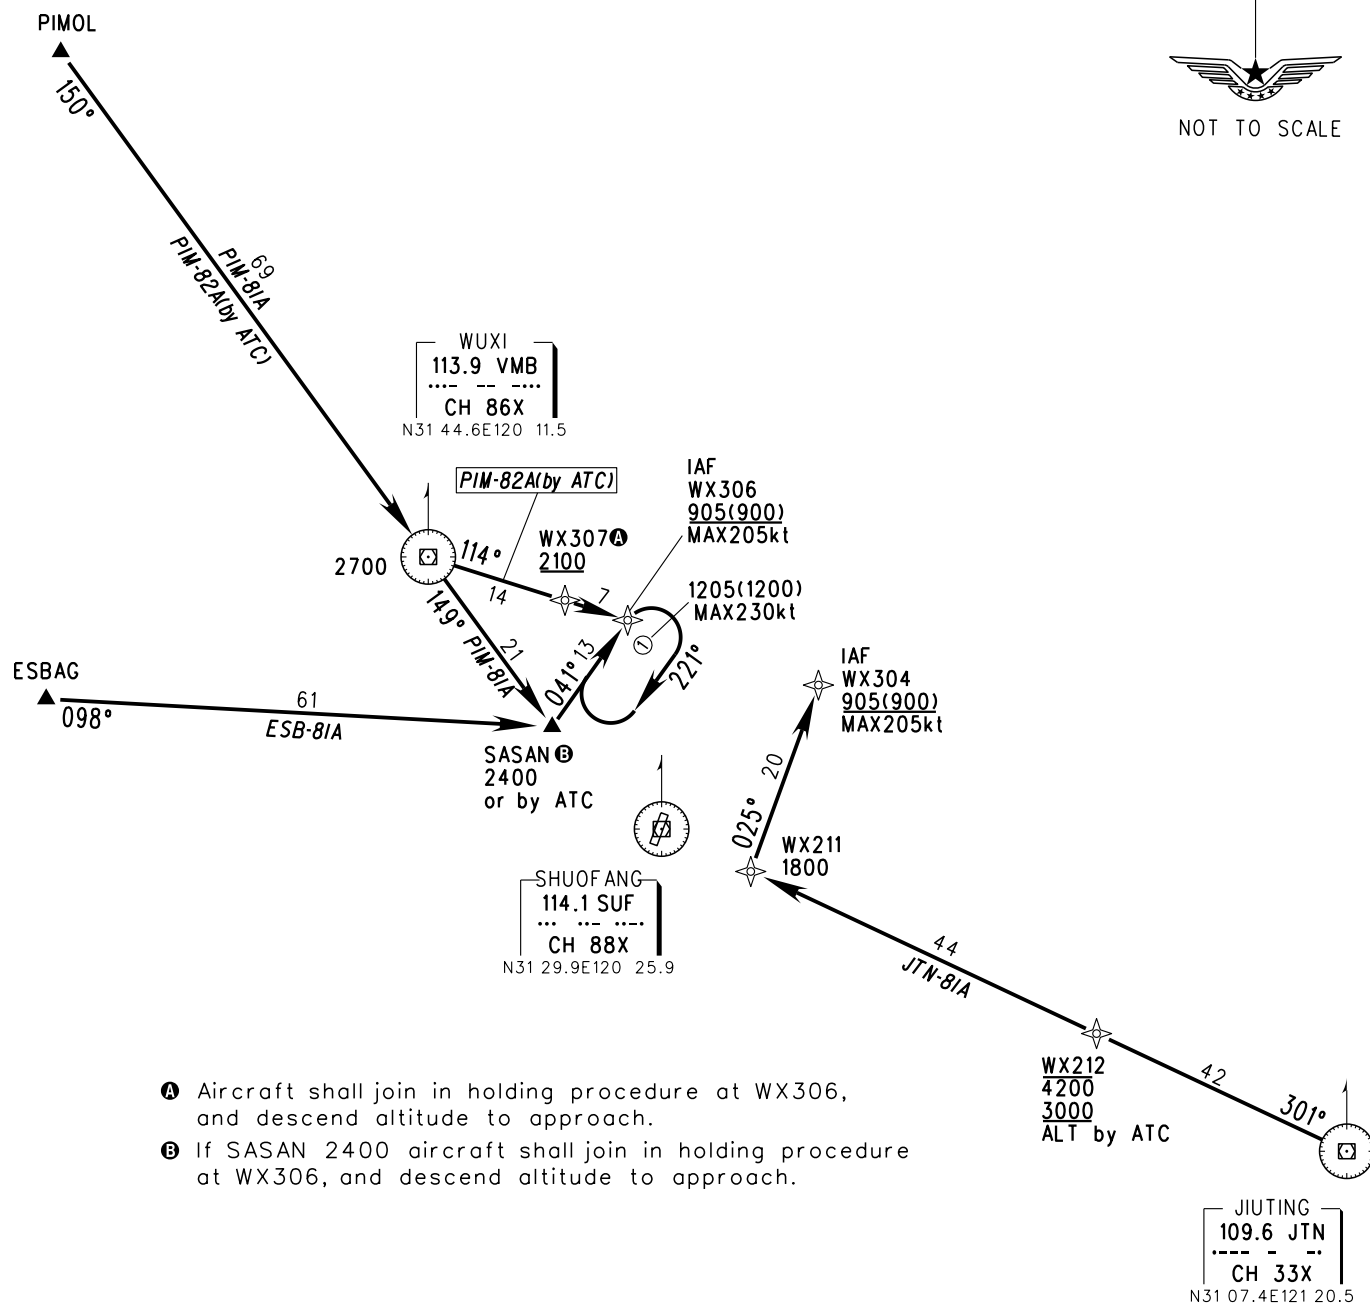 PIMOL
150°
NOT TO SCALE
69
PIM-81A
PIM-82A(by ATC)
WUXI
113.9 VMB
CH 86X
N31 44.6E120 11.5
PIM-82A(by ATC)
IAF
WX306
905(900)
MAX205kt
WX307 A
2100
2700
114°
14
7
1205(1200)
MAX230kt
149°
PIM-81A
21
041°
13
1
221°
ESBAG
098°
61
ESB-81A
SASAN B
2400
or by ATC
IAF
WX304
905(900)
MAX205kt
20
025°
WX211
1800
SHUOFANG
114.1 SUF
CH 88X
N31 29.9E120 25.9
44
JTN-81A
WX212
4200
3000
ALT by ATC
42
301°
A Aircraft shall join in holding procedure at WX306,
and descend altitude to approach.
B If SASAN 2400 aircraft shall join in holding procedure
at WX306, and descend altitude to approach.
JIUTING
109.6 JTN
CH 33X
N31 07.4E121 20.5